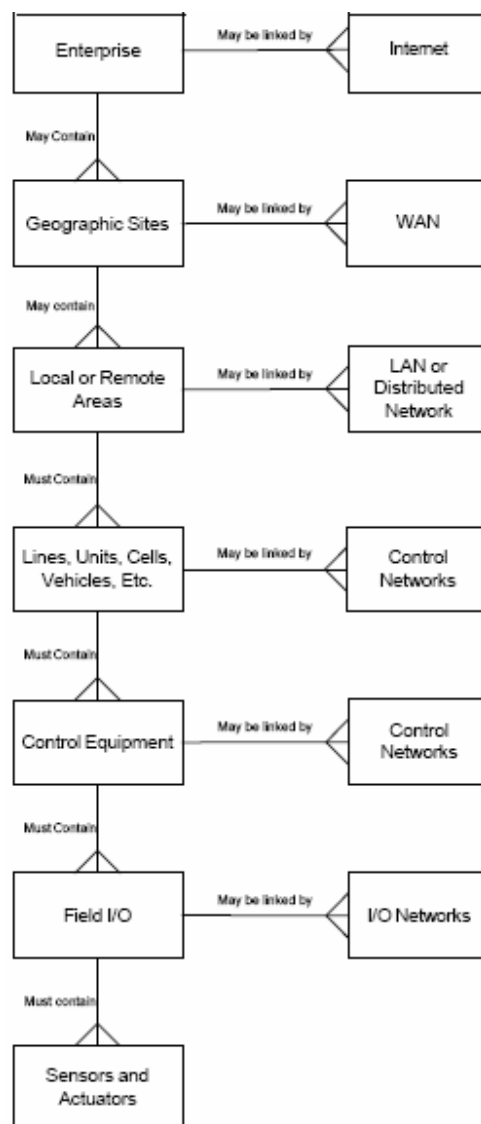 Enterprise
May be linked by
Internet
May Contain
Geographic Sites
May be linked by
WAN
May contain
Local or Remote
Areas
May be linked by
LAN or
Distributed
Network
Must Contain
Lines, Units, Cells,
Vehicles, Etc.
May be linked by
Control
Networks
Must Contain
Control Equipment
May be linked by
Control
Networks
Must Contain
Field I/O
May be linked by
I/O Networks
Must contain
Sensors and
Actuators